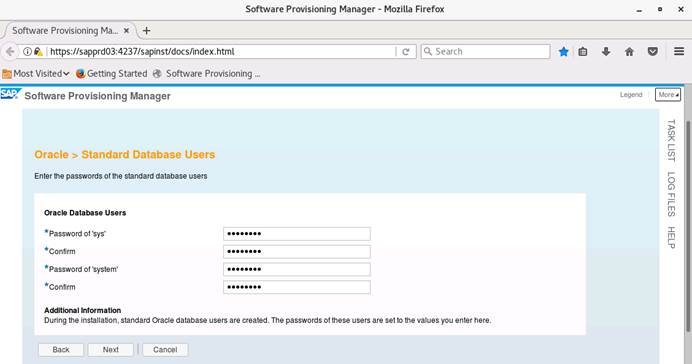 Software Provisioning Manager - Mozilla Firefox
Software Provisioning Ma...
https://sapprd03:4237/sapinst/docs/index.html
Search
Most Visited
Getting Started
Software Provisioning ...
SAP
Software Provisioning Manager
Legend
More
TASK LIST
LOG FILES
HELP
Oracle > Standard Database Users
Enter the passwords of the standard database users
Oracle Database Users
*Password of 'sys'
••••••••
*Confirm
••••••••
*Password of 'system'
••••••••
*Confirm
••••••••
Additional Information
During the installation, standard Oracle database users are created. The passwords of these users are set to the values you enter here.
Back
Next
Cancel